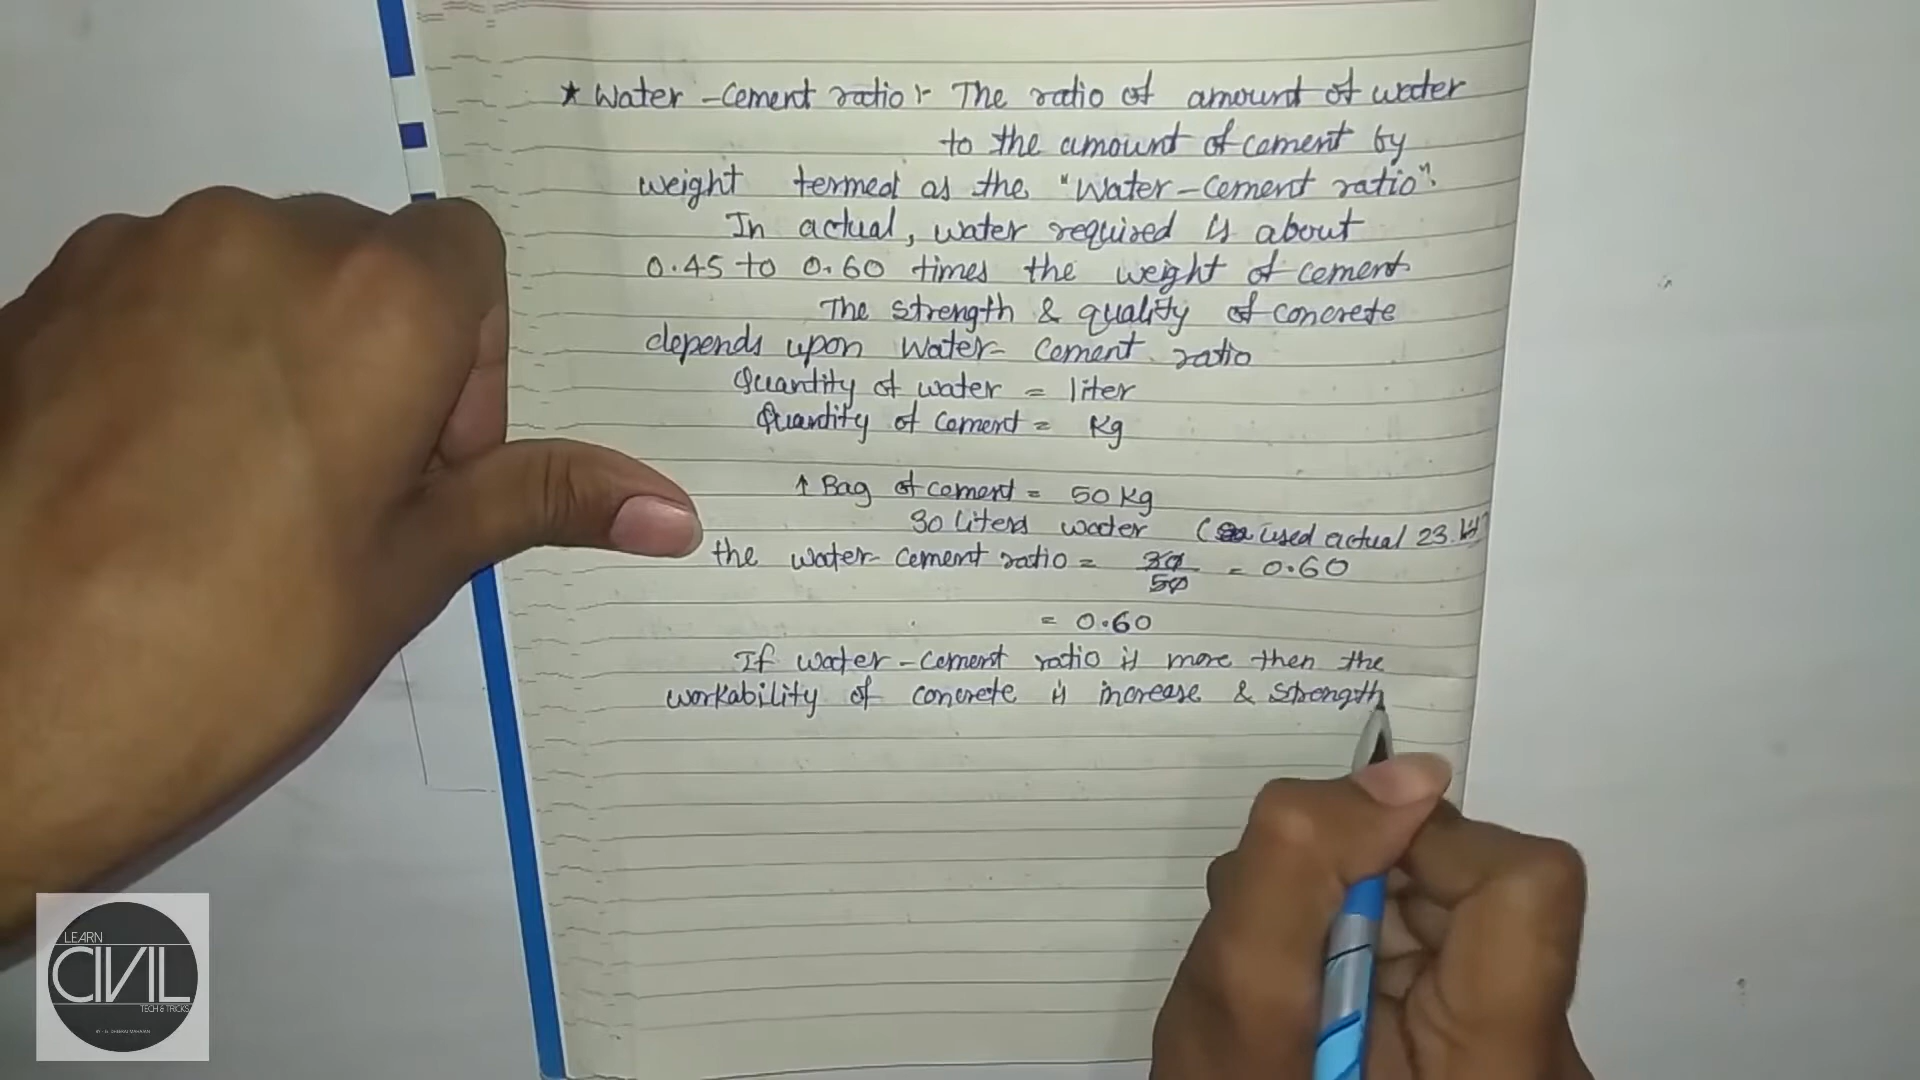 * Water - Cement ratio :- The ratio of amount of water
to the amount of cement by
weight termed as the "Water - Cement ratio".
In actual, water required is about
0.45 to 0.60 times the weight of cement
The strength & quality of concrete
depends upon Water - Cement ratio
Quantity of water = liter
Quantity of cement = Kg
1 Bag of cement = 50 Kg
30 liters water ( used actual 23
the water - cement ratio = 30/50 = 0.60
= 0.60
If water - cement ratio is more then the
workability of concrete is increase & strength
LEARN
CIVIL
TECH & TRICKS